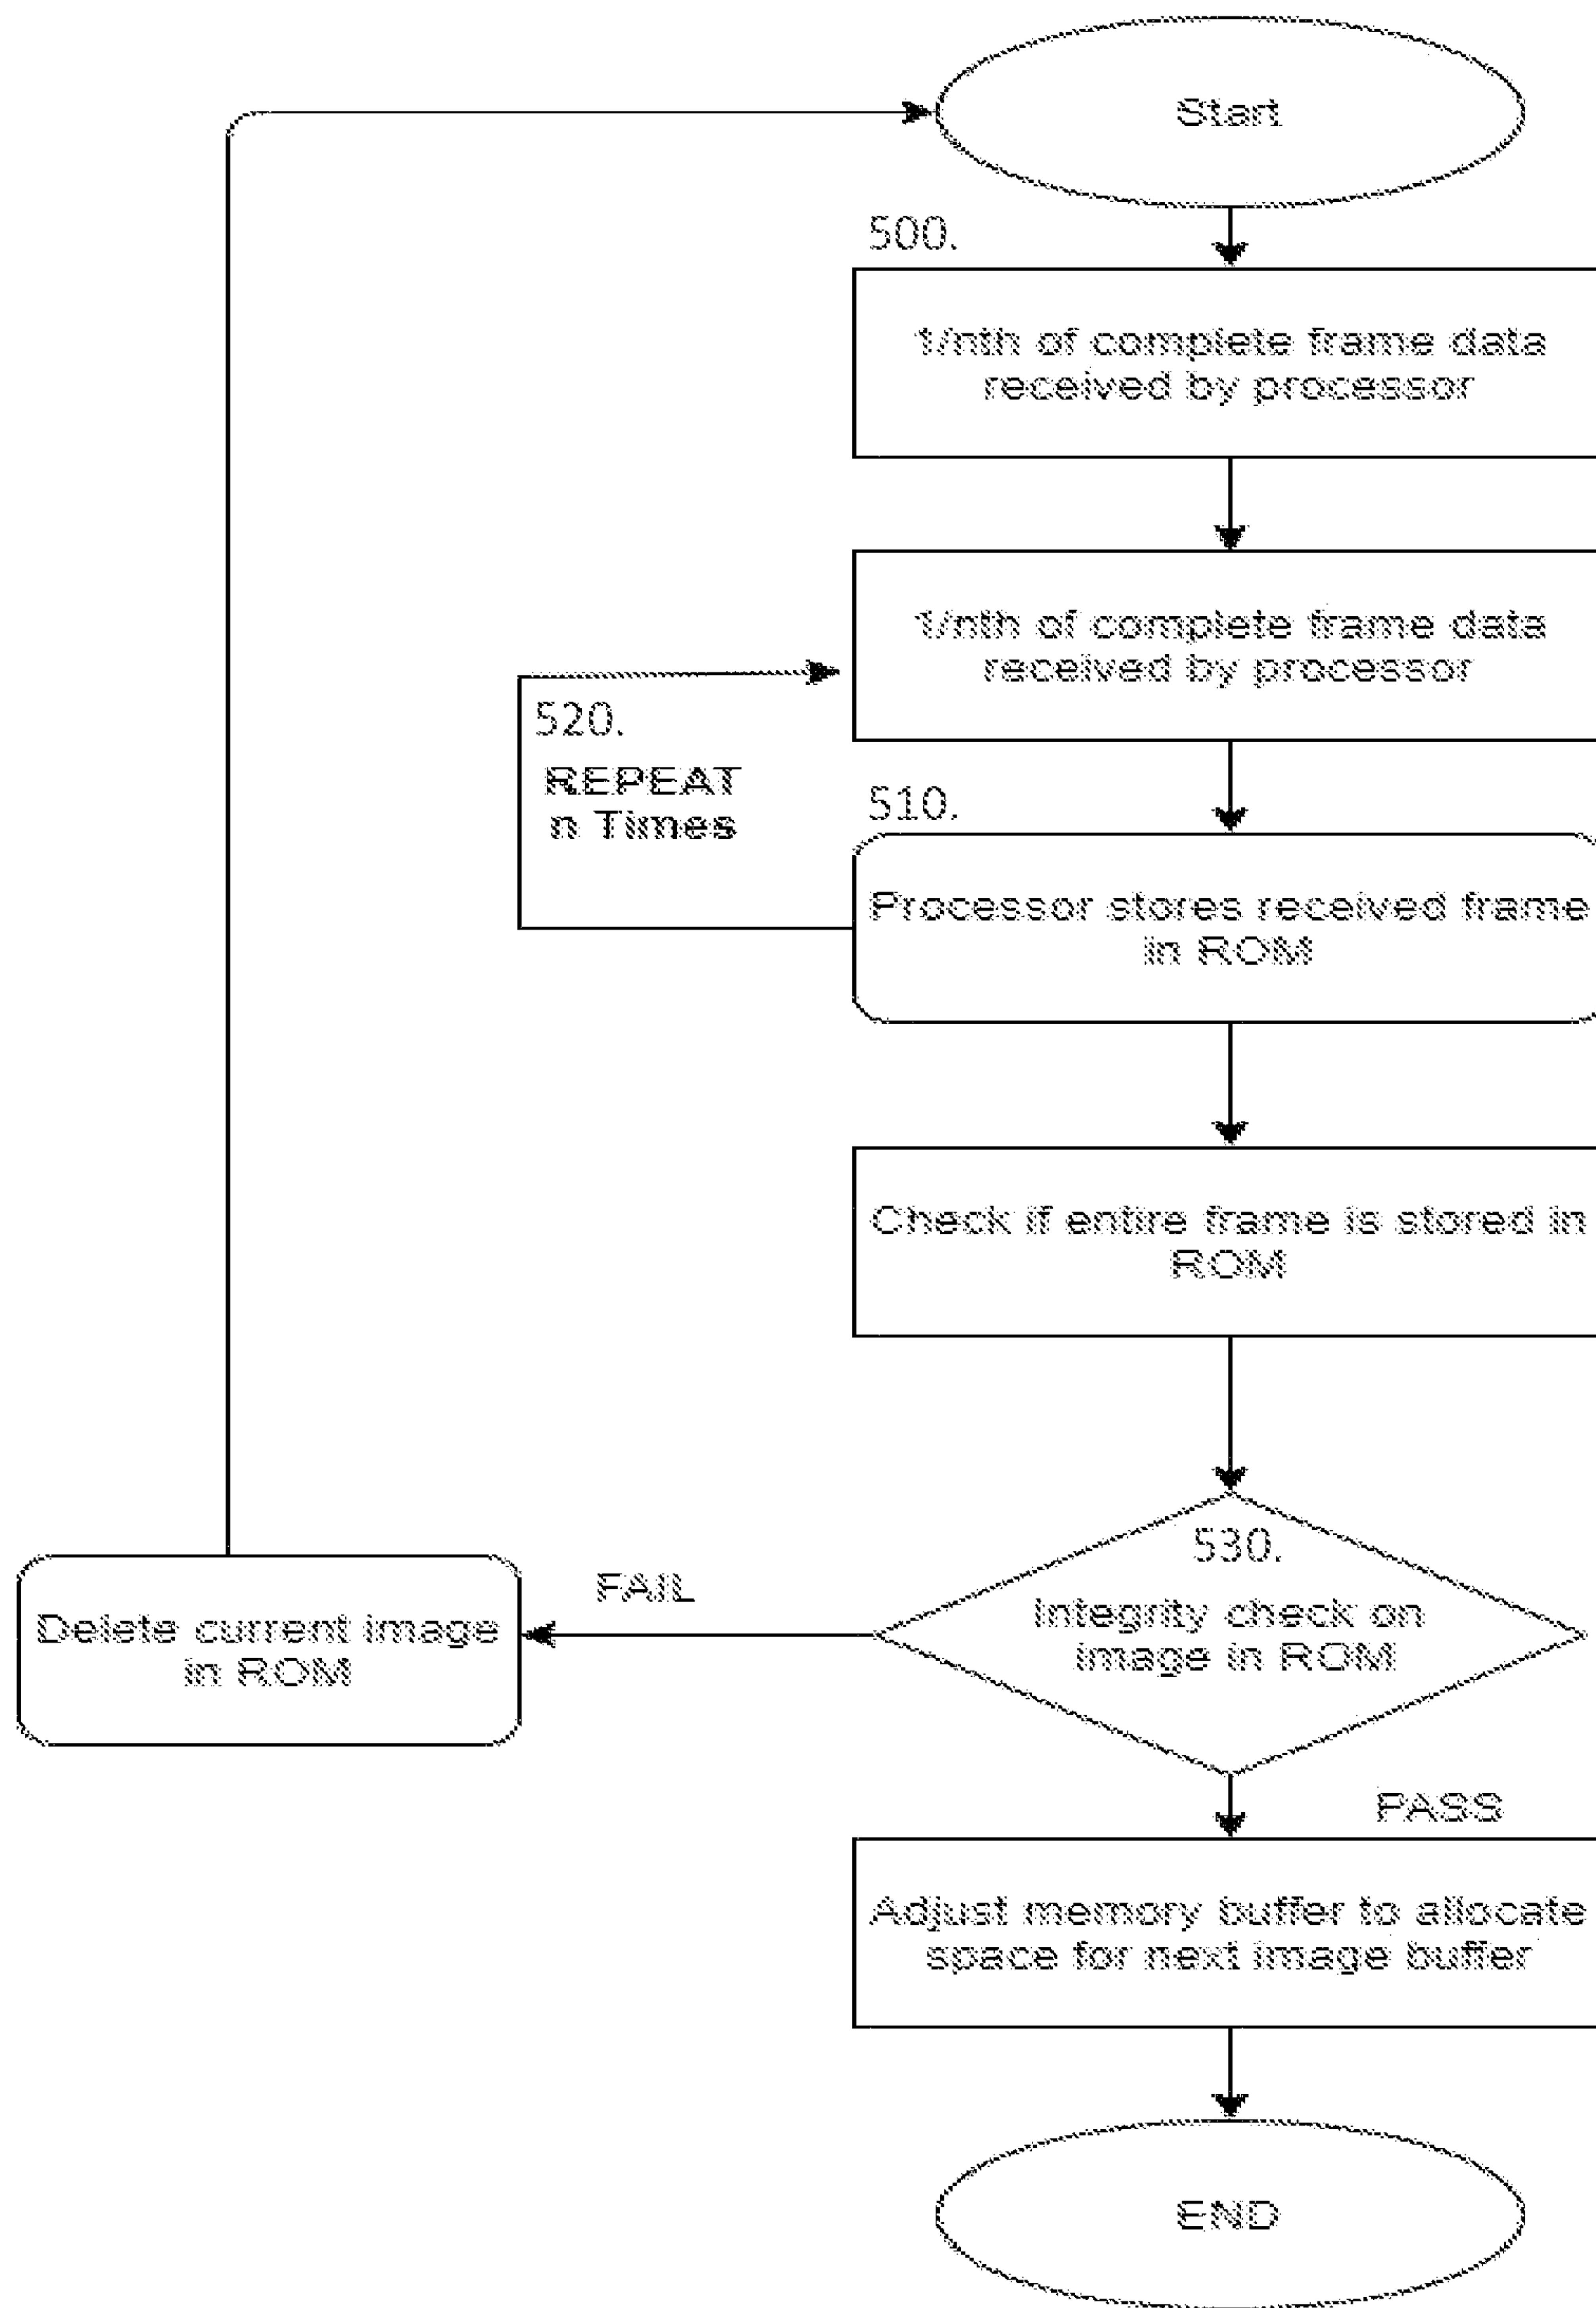 Start
500.
1/nth of complete frame data
received by processor
1/nth of complete frame data
received by processor
520.
REPEAT
n Times
510.
Processor stores received frame
in ROM
Check if entire frame is stored in
ROM
530.
Integrity check on
image in ROM
FAIL
Delete current image
in ROM
PASS
Adjust memory buffer to allocate
space for next image buffer
END